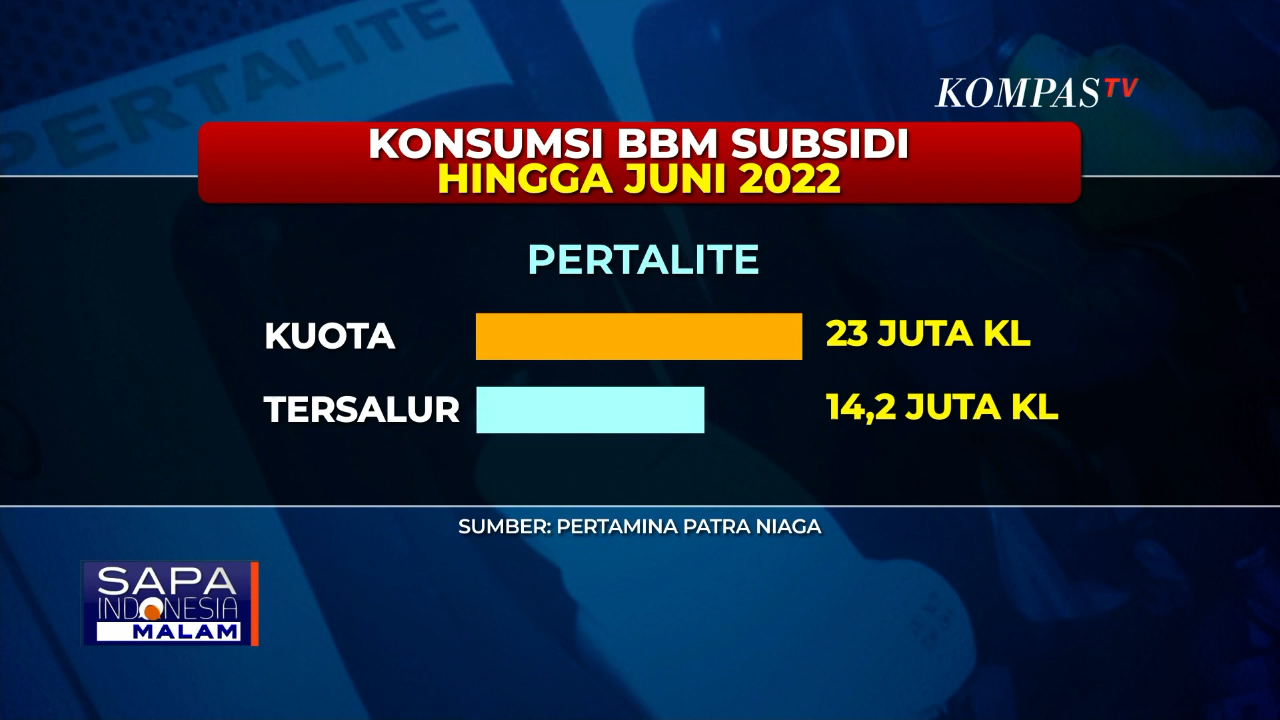 PERTALITE
KOMPASTV
KONSUMSI BBM SUBSIDI
HINGGA JUNI 2022
PERTALITE
KUOTA 23 JUTA KL
TERSALUR 14,2 JUTA KL
SUMBER: PERTAMINA PATRA NIAGA
SAPA
INDONESIA
MALAM